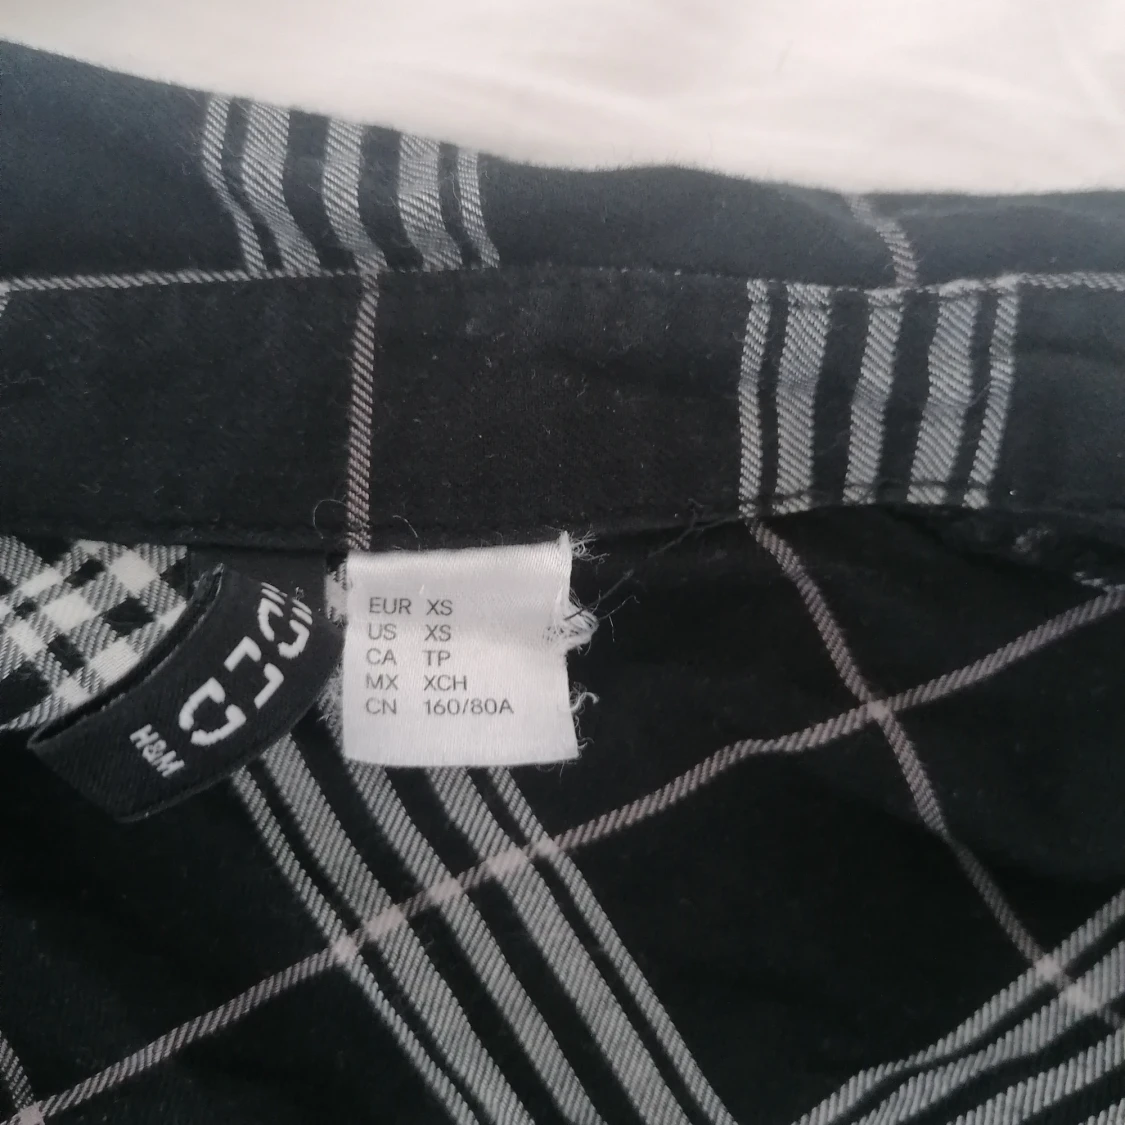 H&M
EUR XS
US XS
CA TP
MX XCH
CN 160/80A